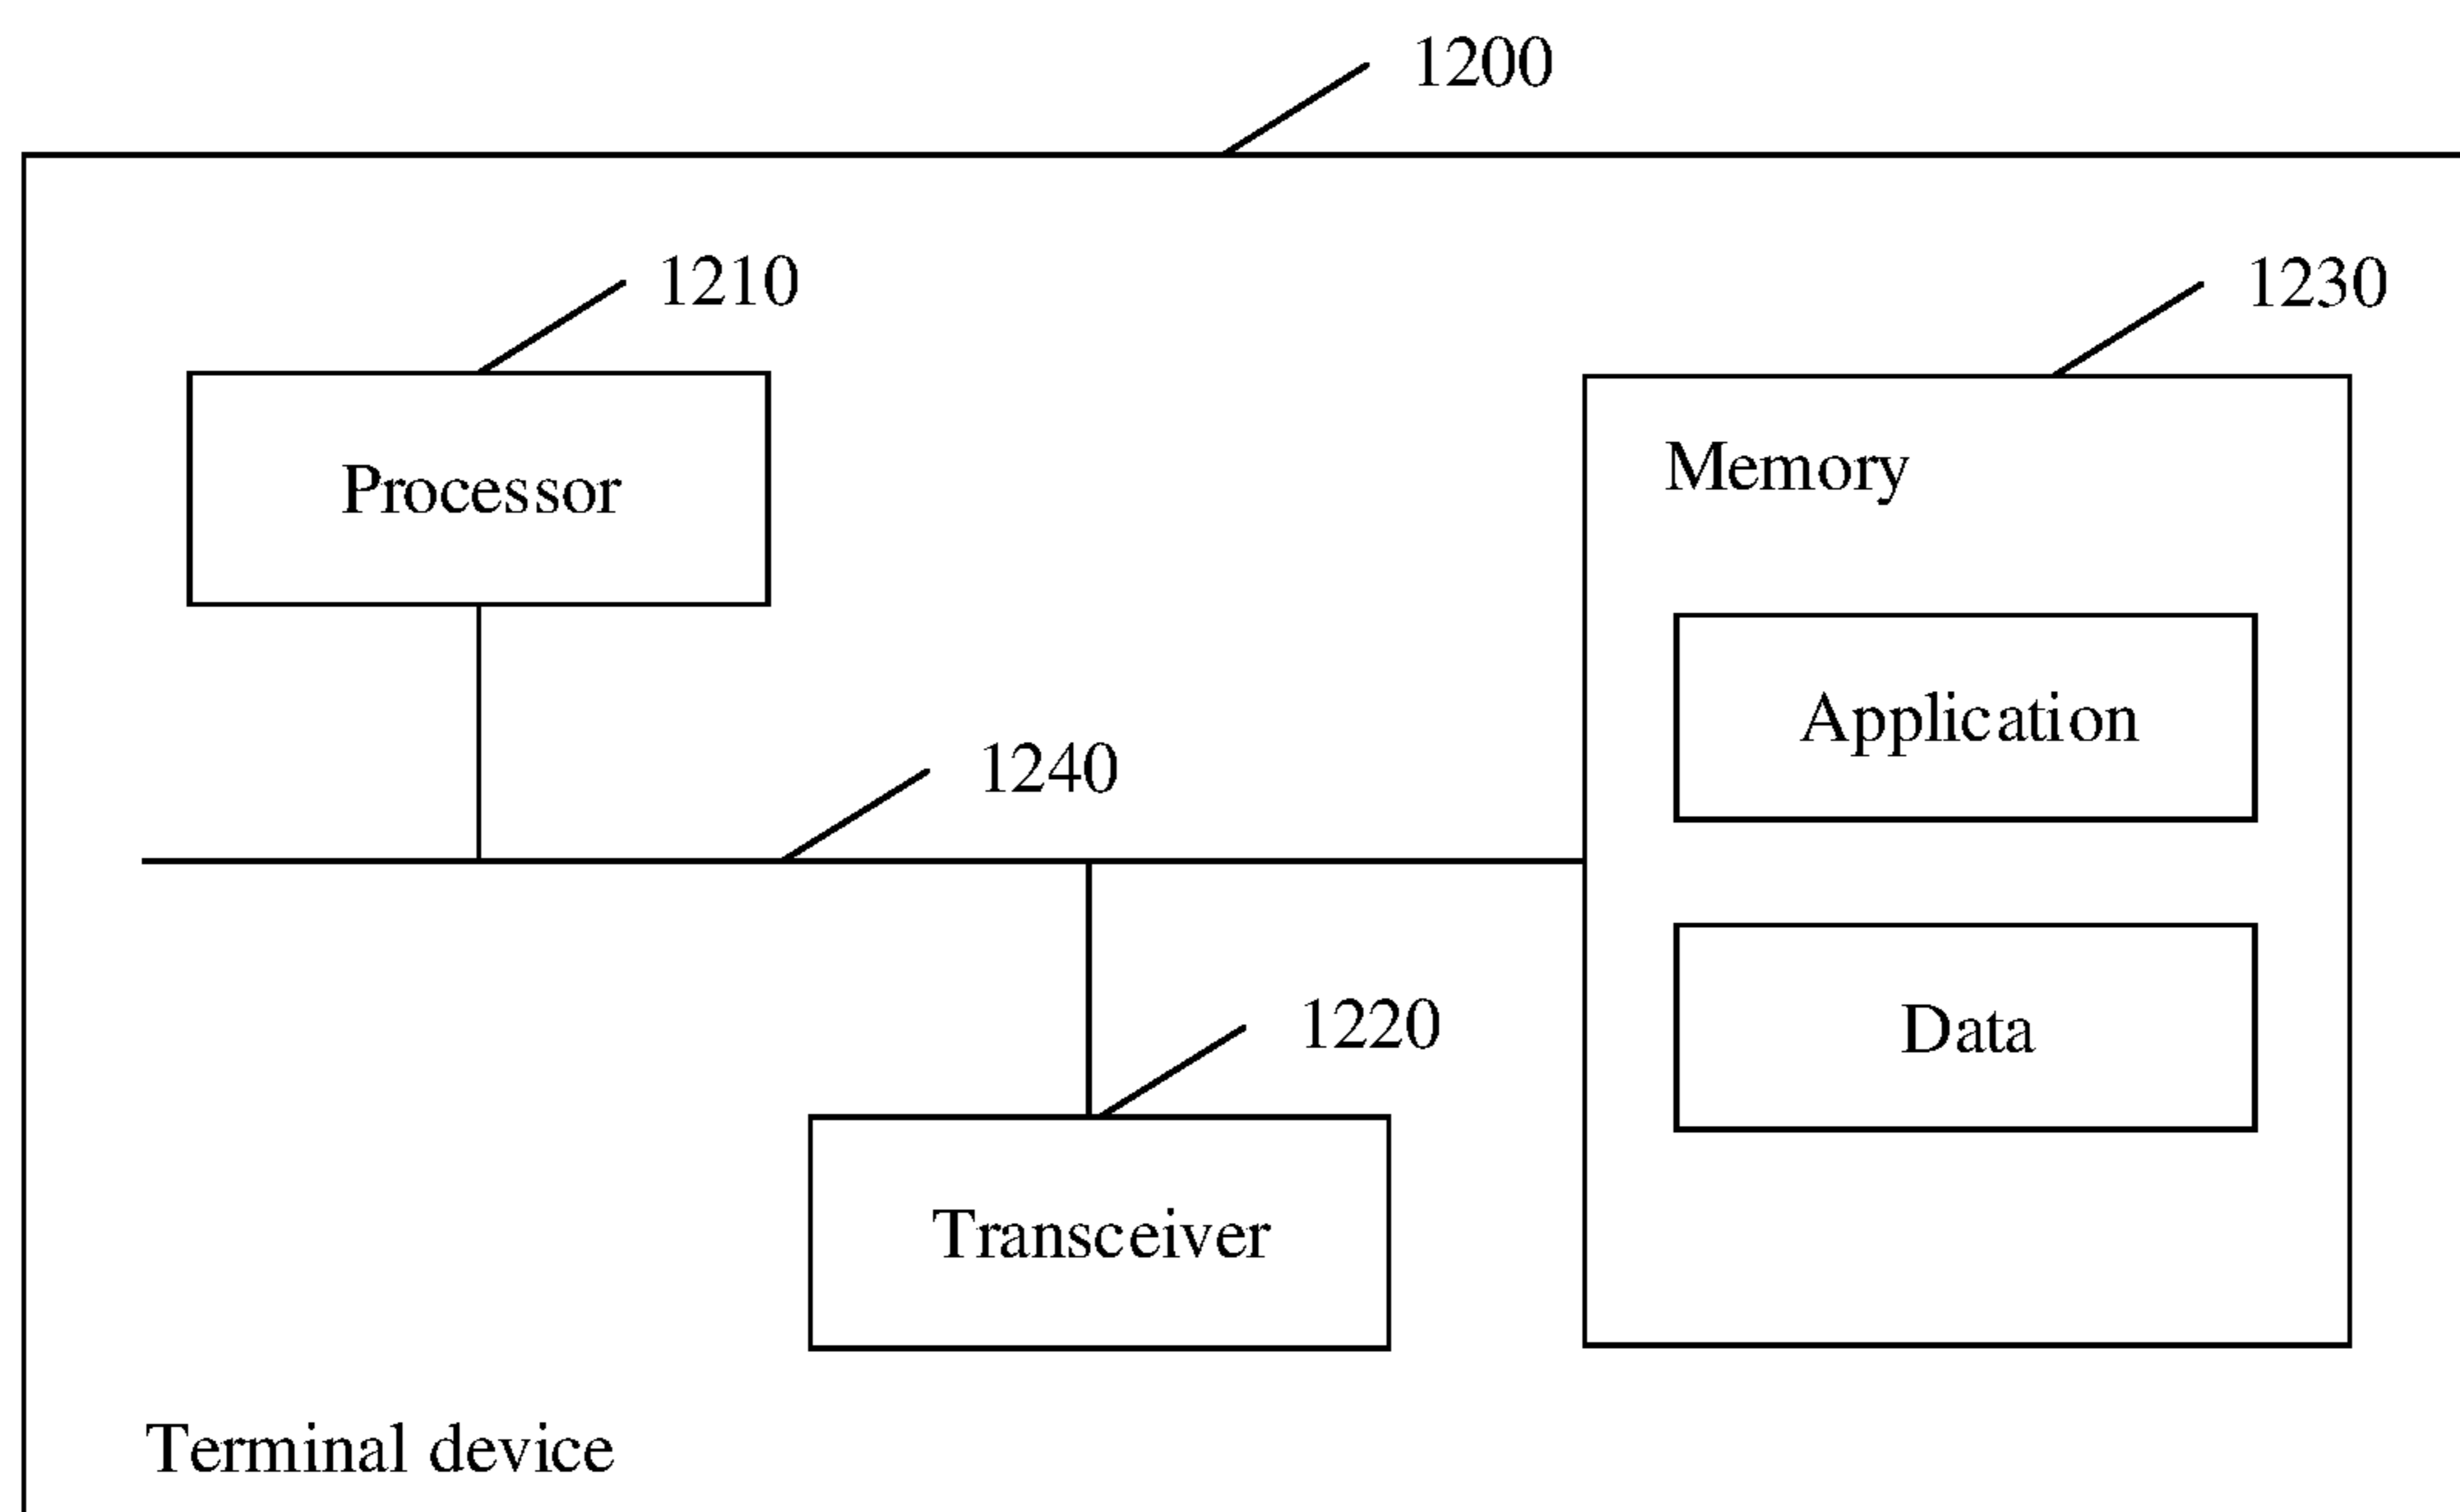 1200
1210
1230
Processor
Memory
Application
1240
Data
1220
Transceiver
Terminal device